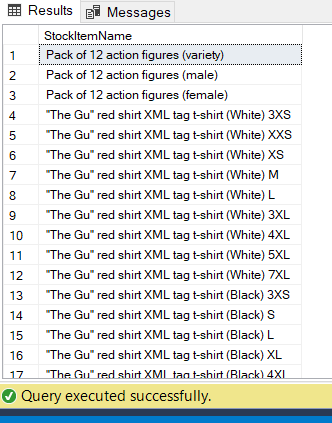 Results Messages
StockItemName
1 Pack of 12 action figures (variety)
2 Pack of 12 action figures (male)
3 Pack of 12 action figures (female)
4 "The Gu" red shirt XML tag t-shirt (White) 3XS
5 "The Gu" red shirt XML tag t-shirt (White) XXS
6 "The Gu" red shirt XML tag t-shirt (White) XS
7 "The Gu" red shirt XML tag t-shirt (White) M
8 "The Gu" red shirt XML tag t-shirt (White) L
9 "The Gu" red shirt XML tag t-shirt (White) 3XL
10 "The Gu" red shirt XML tag t-shirt (White) 4XL
11 "The Gu" red shirt XML tag t-shirt (White) 5XL
12 "The Gu" red shirt XML tag t-shirt (White) 7XL
13 "The Gu" red shirt XML tag t-shirt (Black) 3XS
14 "The Gu" red shirt XML tag t-shirt (Black) S
15 "The Gu" red shirt XML tag t-shirt (Black) L
16 "The Gu" red shirt XML tag t-shirt (Black) XL
17 "The Gu" red shirt XML tag t-shirt (Black) 4XL
Query executed successfully.